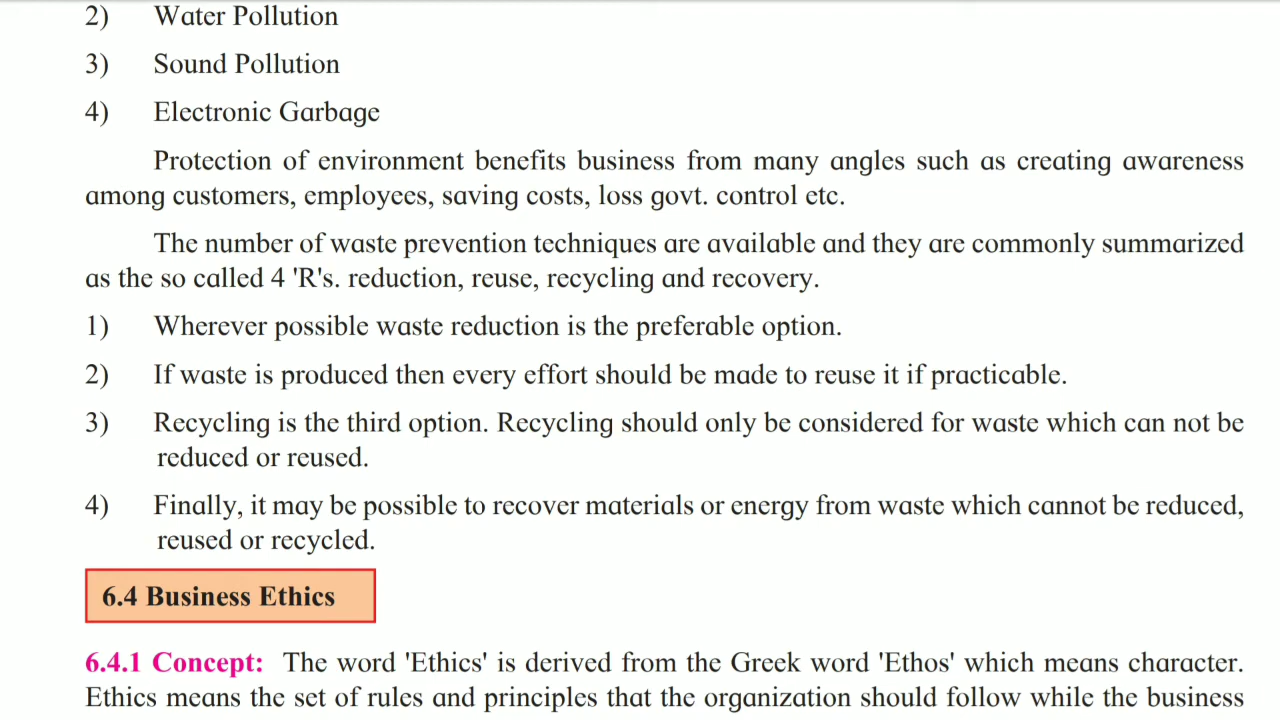 2) Water Pollution
3) Sound Pollution
4) Electronic Garbage
Protection of environment benefits business from many angles such as creating awareness
among customers, employees, saving costs, loss govt. control etc.
The number of waste prevention techniques are available and they are commonly summarized
as the so called 4 'R's. reduction, reuse, recycling and recovery.
1) Wherever possible waste reduction is the preferable option.
2) If waste is produced then every effort should be made to reuse it if practicable.
3) Recycling is the third option. Recycling should only be considered for waste which can not be
reduced or reused.
4) Finally, it may be possible to recover materials or energy from waste which cannot be reduced,
reused or recycled.
6.4 Business Ethics
6.4.1 Concept: The word 'Ethics' is derived from the Greek word 'Ethos' which means character.
Ethics means the set of rules and principles that the organization should follow while the business